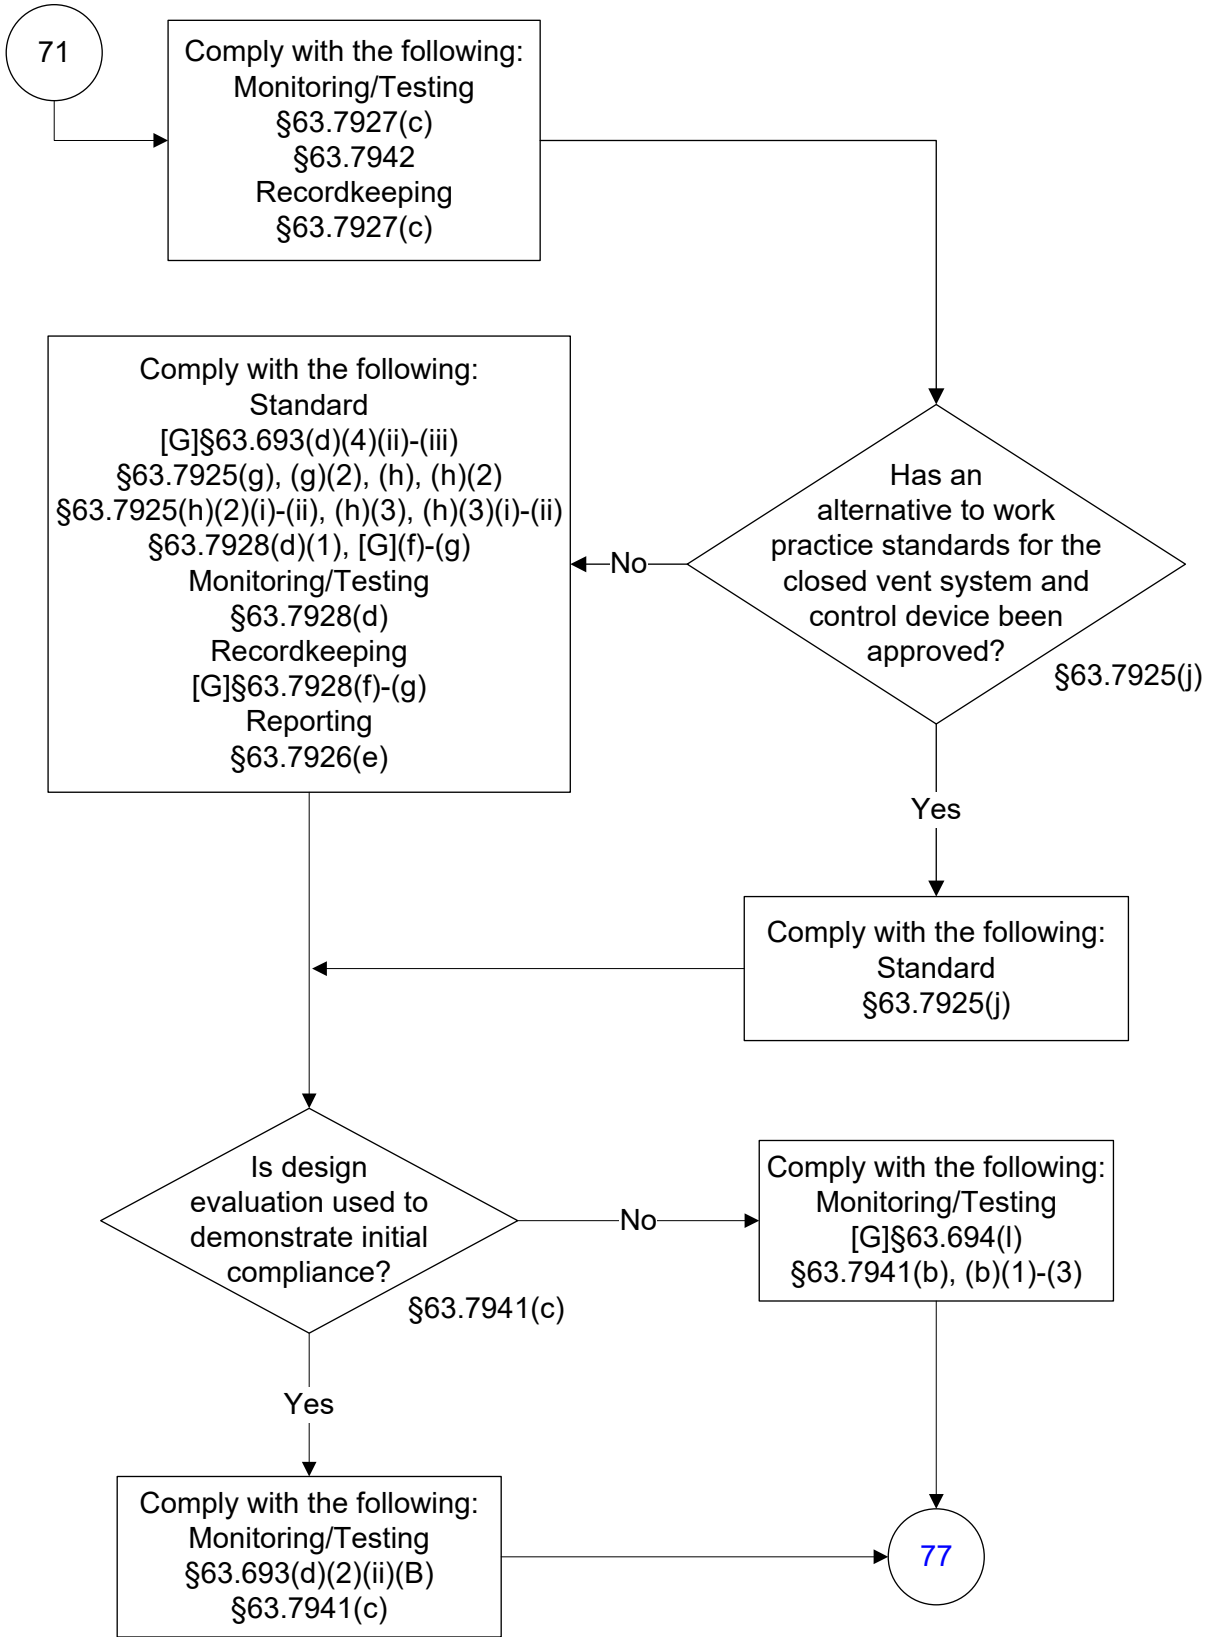 71
Comply with the following:
Monitoring/Testing
§63.7927(c)
§63.7942
Recordkeeping
§63.7927(c)
Comply with the following:
Standard
[G]§63.693(d)(4)(ii)-(iii)
§63.7925(g), (g)(2), (h), (h)(2)
§63.7925(h)(2)(i)-(ii), (h)(3), (h)(3)(i)-(ii)
§63.7928(d)(1), [G](f)-(g)
Monitoring/Testing
§63.7928(d)
Recordkeeping
[G]§63.7928(f)-(g)
Reporting
§63.7926(e)
No
Has an
alternative to work
practice standards for the
closed vent system and
control device been
approved?
§63.7925(j)
Yes
Comply with the following:
Standard
§63.7925(j)
Is design
evaluation used to
demonstrate initial
compliance?
§63.7941(c)
No
Comply with the following:
Monitoring/Testing
[G]§63.694(l)
§63.7941(b), (b)(1)-(3)
Yes
Comply with the following:
Monitoring/Testing
§63.693(d)(2)(ii)(B)
§63.7941(c)
77